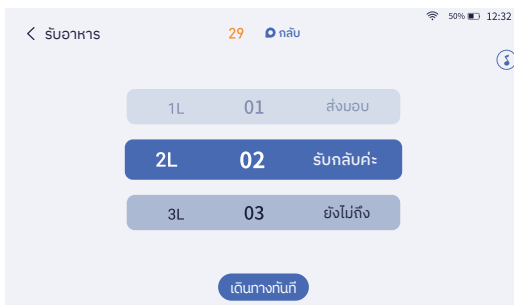 50% 12:32
รับอาหาร 29 กลับ
1L 01 ส่งมอบ
2L 02 รับกลับค่ะ
3L 03 ยังไม่ถึง
เดินทางทันที